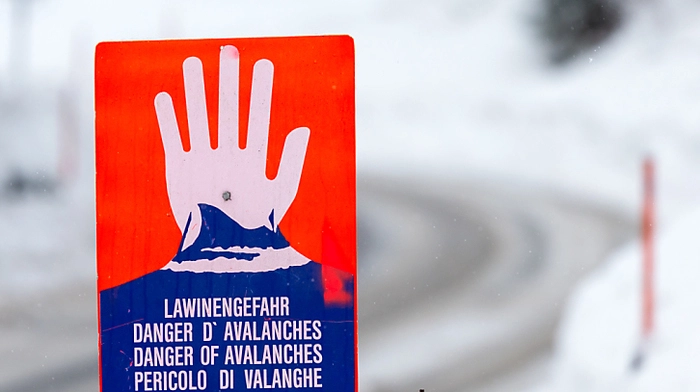 LAWINENGEFAHR
DANGER D` AVALANCHES
DANGER OF AVALANCHES
PERICOLO DI VALANGHE